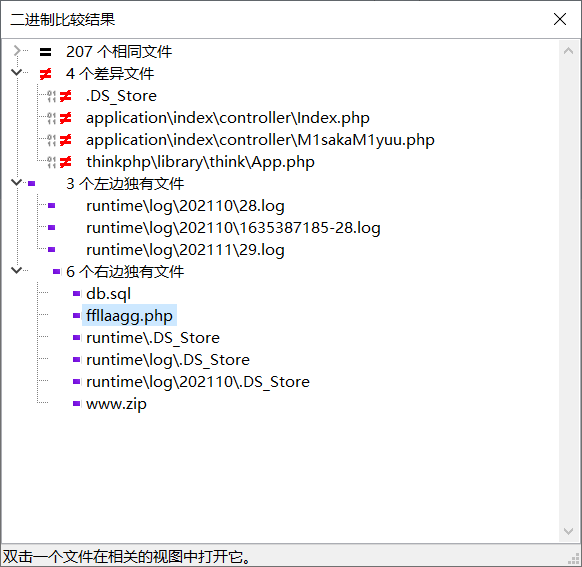 二进制比较结果
207 个相同文件
4 个差异文件
.DS_Store
application\index\controller\Index.php
application\index\controller\M1sakaM1yuu.php
thinkphp\library\think\App.php
3 个左边独有文件
runtime\log\202110\28.log
runtime\log\202110\1635387185-28.log
runtime\log\202111\29.log
6 个右边独有文件
db.sql
ffllaagg.php
runtime\.DS_Store
runtime\log\.DS_Store
runtime\log\202110\.DS_Store
www.zip
双击一个文件在相关的视图中打开它。